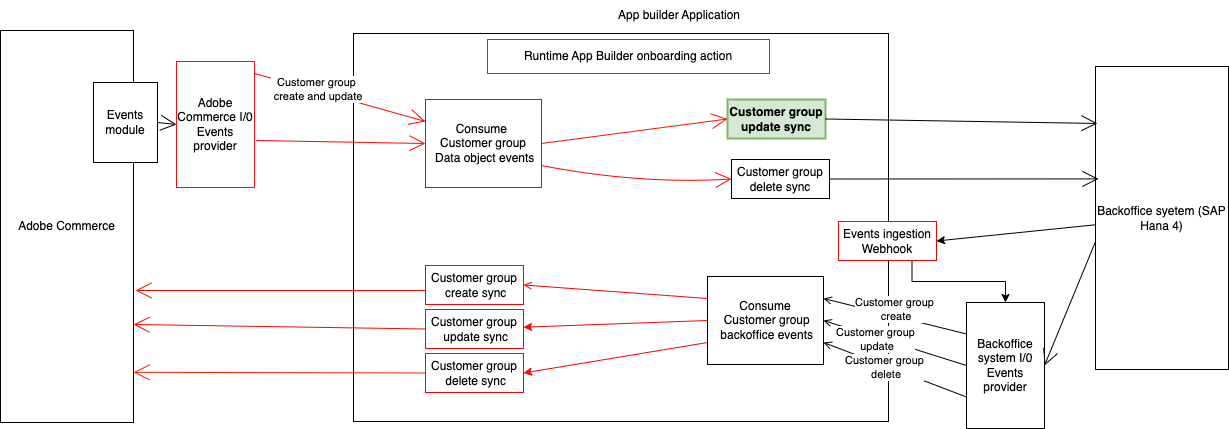 App builder Application
Runtime App Builder onboarding action
Events
module
Adobe
Commerce I/0
Events
provider
Customer group
create and update
Consume
Customer group
Data object events
Customer group
update sync
Customer group
delete sync
Adobe Commerce
Backoffice sytem (SAP
Hana 4)
Events ingestion
Webhook
Customer group
create sync
Customer group
update sync
Customer group
delete sync
Consume
Customer group
backoffice events
Customer group
create
Customer group
update
Customer group
delete
Backoffice
system I/0
Events
provider